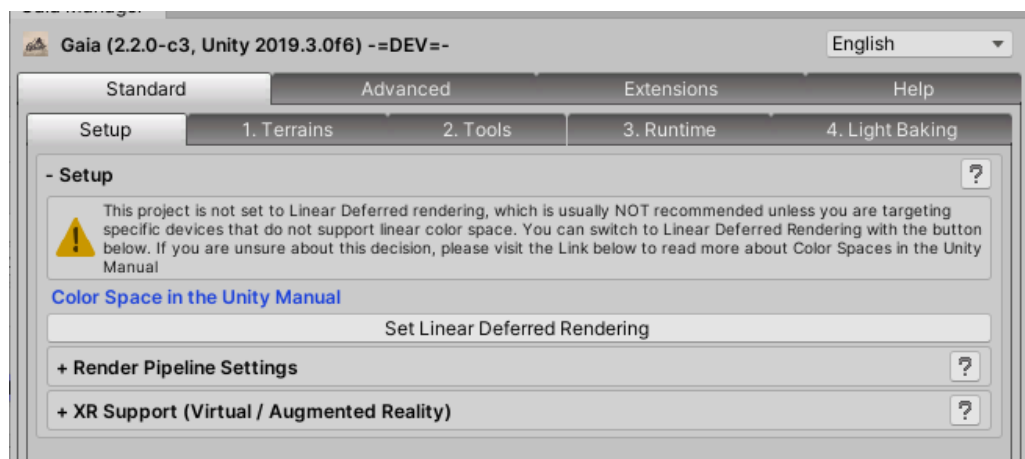 Gaia (2.2.0-c3, Unity 2019.3.0f6) -=DEV=-
English
Standard
Advanced
Extensions
Help
Setup
1. Terrains
2. Tools
3. Runtime
4. Light Baking
- Setup
?
This project is not set to Linear Deferred rendering, which is usually NOT recommended unless you are targeting
specific devices that do not support linear color space. You can switch to Linear Deferred Rendering with the button
below. If you are unsure about this decision, please visit the Link below to read more about Color Spaces in the Unity
Manual
Color Space in the Unity Manual
Set Linear Deferred Rendering
+ Render Pipeline Settings
?
+ XR Support (Virtual / Augmented Reality)
?